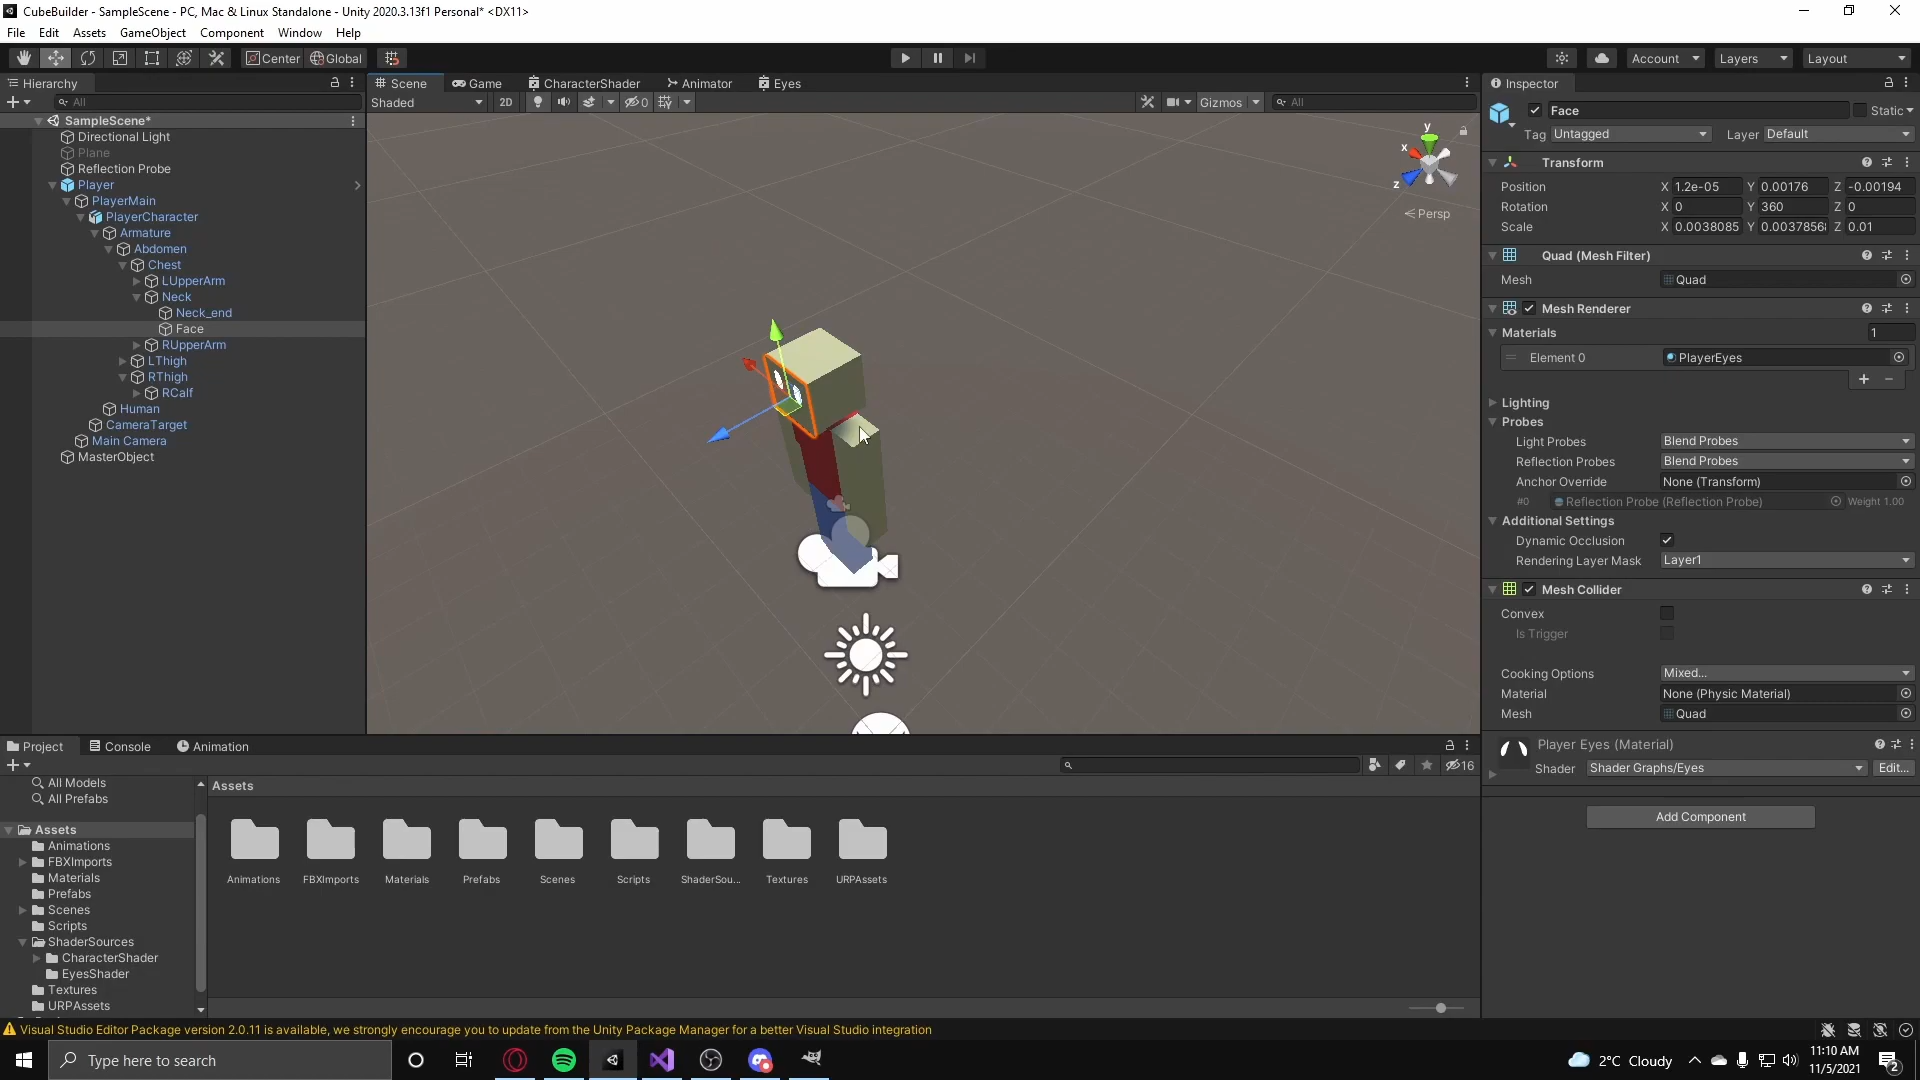 CubeBuilder - SampleScene - PC, Mac & Linux Standalone - Unity 2020.3.13f1 Personal* <DX11>
File Edit Assets GameObject Component Window Help
Center Global Account Layers Layout
Hierarchy
All
SampleScene*
Directional Light
Plane
Reflection Probe
Player
PlayerMain
PlayerCharacter
Armature
Abdomen
Chest
LUpperArm
Neck
Neck_end
Face
RUpperArm
LThigh
RThigh
RCalf
Human
CameraTarget
Main Camera
MasterObject
Scene Game CharacterShader Animator Eyes
Shaded 2D 0 Gizmos All
y
x
z
Persp
Inspector
Face Static
Tag Untagged Layer Default
Transform
Position X 1.2e-05 Y 0.00176 Z -0.00194
Rotation X 0 Y 360 Z 0
Scale X 0.0038085 Y 0.0037856 Z 0.01
Quad (Mesh Filter)
Mesh Quad
Mesh Renderer
Materials 1
Element 0 PlayerEyes
Lighting
Probes
Light Probes Blend Probes
Reflection Probes Blend Probes
Anchor Override None (Transform)
#0 Reflection Probe (Reflection Probe) Weight 1.00
Additional Settings
Dynamic Occlusion
Rendering Layer Mask Layer1
Mesh Collider
Convex
Is Trigger
Cooking Options Mixed...
Material None (Physic Material)
Mesh Quad
Player Eyes (Material)
Shader Shader Graphs/Eyes Edit...
Add Component
Project Console Animation
16
All Models
All Prefabs
Assets
Animations
FBXImports
Materials
Prefabs
Scenes
Scripts
ShaderSources
CharacterShader
EyesShader
Textures
URPAssets
Assets
Animations FBXImports Materials Prefabs Scenes Scripts ShaderSou... Textures URPAssets
Visual Studio Editor Package version 2.0.11 is available, we strongly encourage you to update from the Unity Package Manager for a better Visual Studio integration
Type here to search
2°C Cloudy
11:10 AM
11/5/2021
2